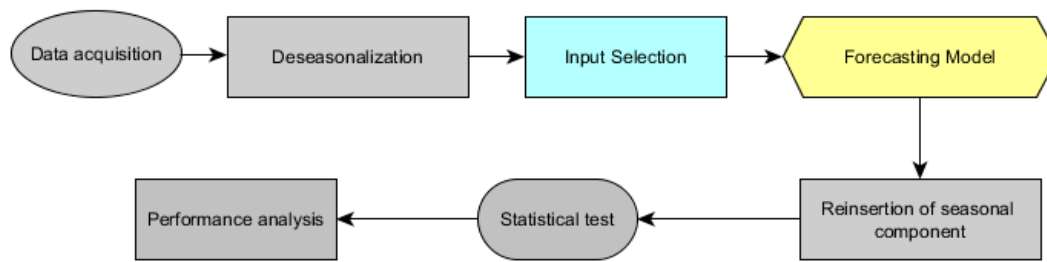 Data acquisition
Deseasonalization
Input Selection
Forecasting Model
Reinsertion of seasonal
component
Statistical test
Performance analysis